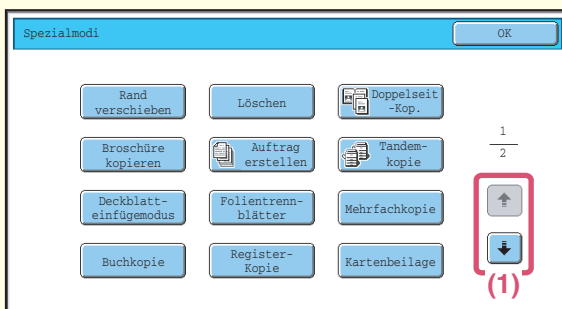 Spezialmodi
OK
Rand
verschieben
Löschen
Doppelseit
-Kop.
Broschüre
kopieren
Auftrag
erstellen
Tandem-
kopie
1
2
Deckblatt-
einfügemodus
Folientrenn-
blätter
Mehrfachkopie
Buchkopie
Register-
Kopie
Kartenbeilage
(1)